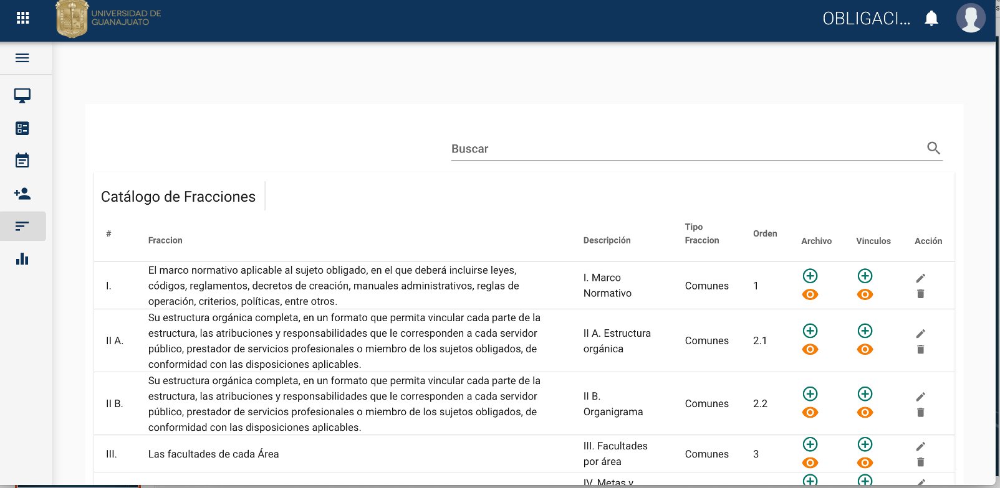 UNIVERSIDAD DE
GUANAJUATO
OBLIGACI...
Buscar
Catálogo de Fracciones
#
Fraccion
Descripción
Tipo
Fraccion
Orden
Archivo
Vinculos
Acción
I.
El marco normativo aplicable al sujeto obligado, en el que deberá incluirse leyes,
códigos, reglamentos, decretos de creación, manuales administrativos, reglas de
operación, criterios, políticas, entre otros.
I. Marco
Normativo
Comunes
1
II A.
Su estructura orgánica completa, en un formato que permita vincular cada parte de la
estructura, las atribuciones y responsabilidades que le corresponden a cada servidor
público, prestador de servicios profesionales o miembro de los sujetos obligados, de
conformidad con las disposiciones aplicables.
II A. Estructura
orgánica
Comunes
2.1
II B.
Su estructura orgánica completa, en un formato que permita vincular cada parte de la
estructura, las atribuciones y responsabilidades que le corresponden a cada servidor
público, prestador de servicios profesionales o miembro de los sujetos obligados, de
conformidad con las disposiciones aplicables.
II B.
Organigrama
Comunes
2.2
III.
Las facultades de cada Área
III. Facultades
por área
Comunes
3
IV. Metas y